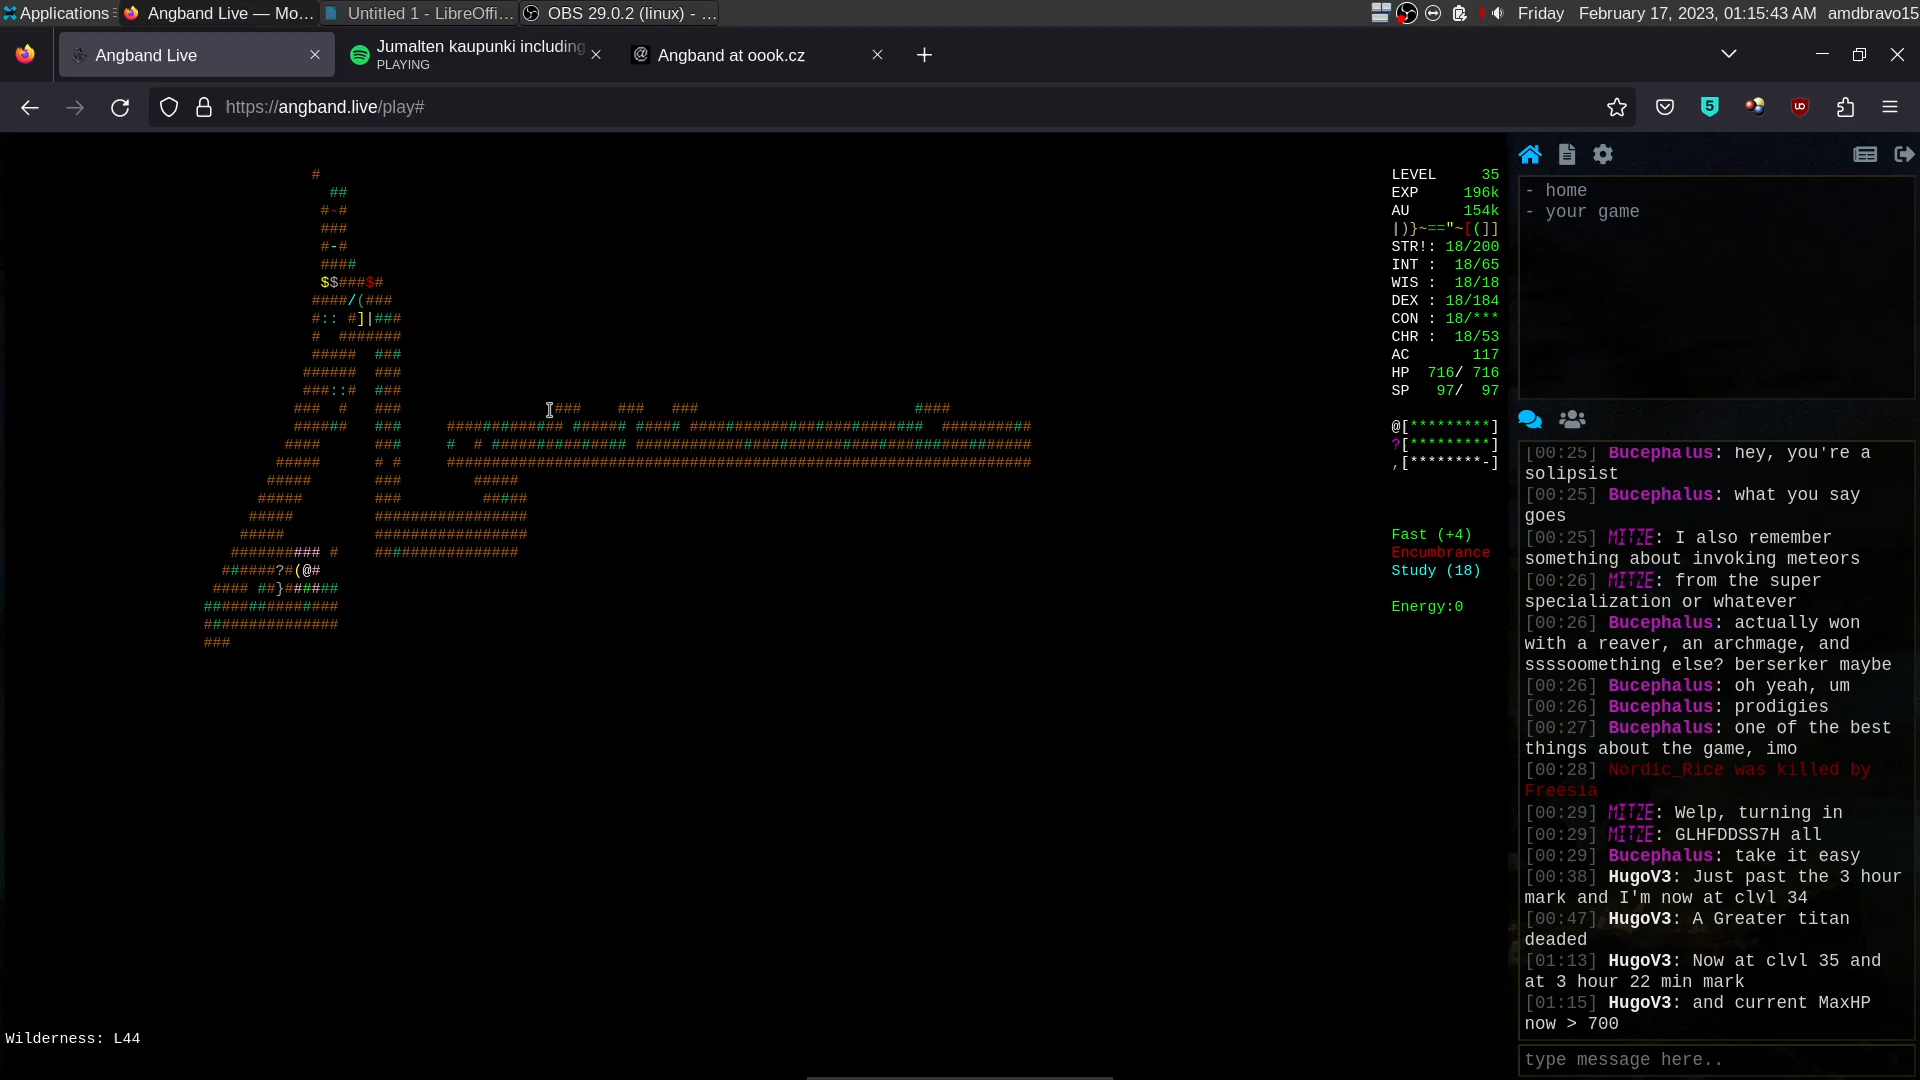 Applications Angband Live — Mo... Untitled 1 - LibreOffi... OBS 29.0.2 (linux) - ... Friday February 17, 2023, 01:15:43 AM amdbravo15
Angband Live
Jumalten kaupunki including
PLAYING
Angband at oook.cz
https://angband.live/play#
LEVEL 35
EXP 196k
AU 154k
|)}~=="~[(]]
STR!: 18/200
INT : 18/65
WIS : 18/18
DEX : 18/184
CON : 18/***
CHR : 18/53
AC 117
HP 716/ 716
SP 97/ 97
@[*********]
?[*********]
,[********-]
Fast (+4)
Encumbrance
Study (18)
Energy:0
Wilderness: L44
- home
- your game
[00:25] Bucephalus: hey, you're a
solipsist
[00:25] Bucephalus: what you say
goes
[00:25] MITZE: I also remember
something about invoking meteors
[00:26] MITZE: from the super
specialization or whatever
[00:26] Bucephalus: actually won
with a reaver, an archmage, and
ssssoomething else? berserker maybe
[00:26] Bucephalus: oh yeah, um
[00:26] Bucephalus: prodigies
[00:27] Bucephalus: one of the best
things about the game, imo
[00:28] Nordic_Rice was killed by
Freesia
[00:29] MITZE: Welp, turning in
[00:29] MITZE: GLHFDDSS7H all
[00:29] Bucephalus: take it easy
[00:38] HugoV3: Just past the 3 hour
mark and I'm now at clvl 34
[00:47] HugoV3: A Greater titan
deaded
[01:13] HugoV3: Now at clvl 35 and
at 3 hour 22 min mark
[01:15] HugoV3: and current MaxHP
now > 700
type message here..